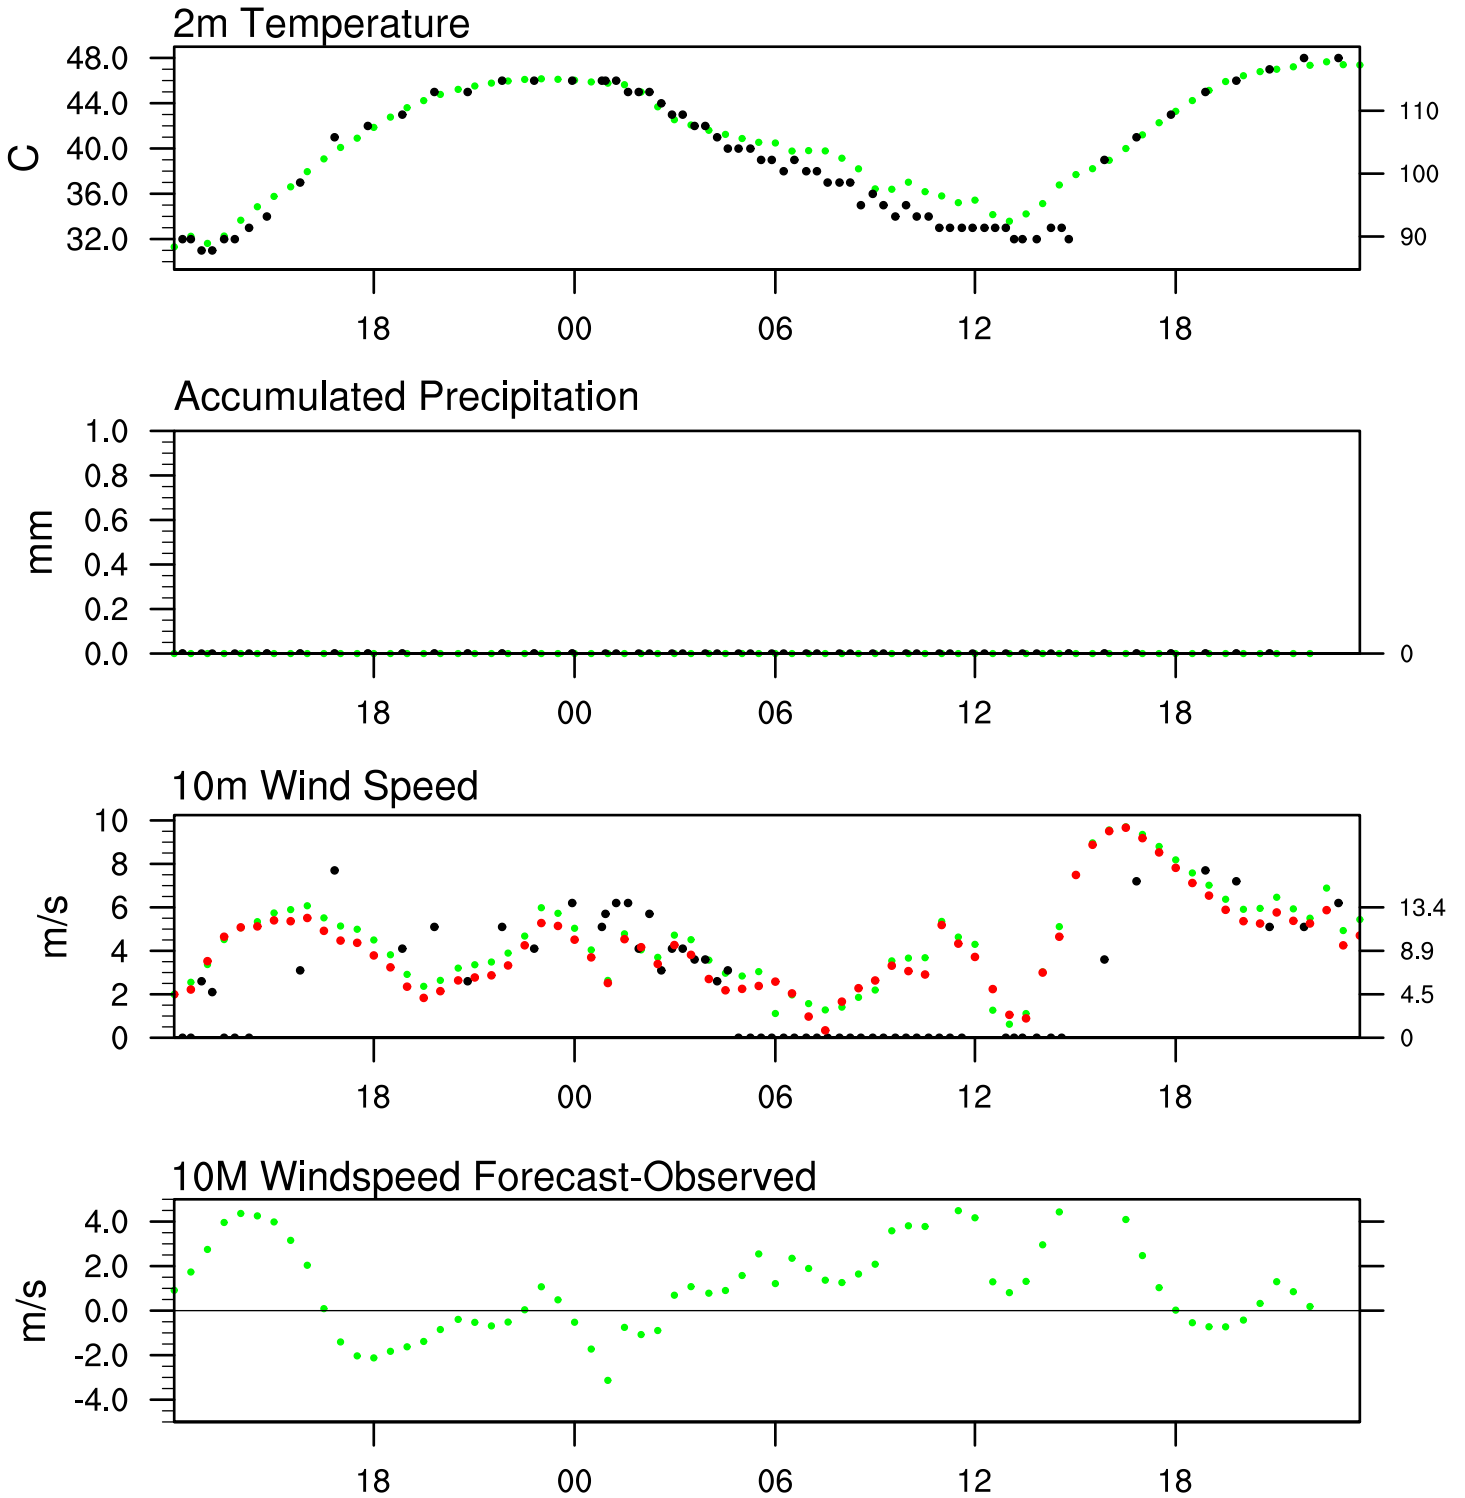 2m Temperature
48.0
44.0
40.0
36.0
32.0
C
110
100
90
18 00 06 12 18
Accumulated Precipitation
1.0
0.8
0.6
0.4
0.2
0.0
mm
0
18 00 06 12 18
10m Wind Speed
10
8
6
4
2
0
m/s
13.4
8.9
4.5
0
18 00 06 12 18
10M Windspeed Forecast-Observed
4.0
2.0
0.0
-2.0
-4.0
m/s
18 00 06 12 18